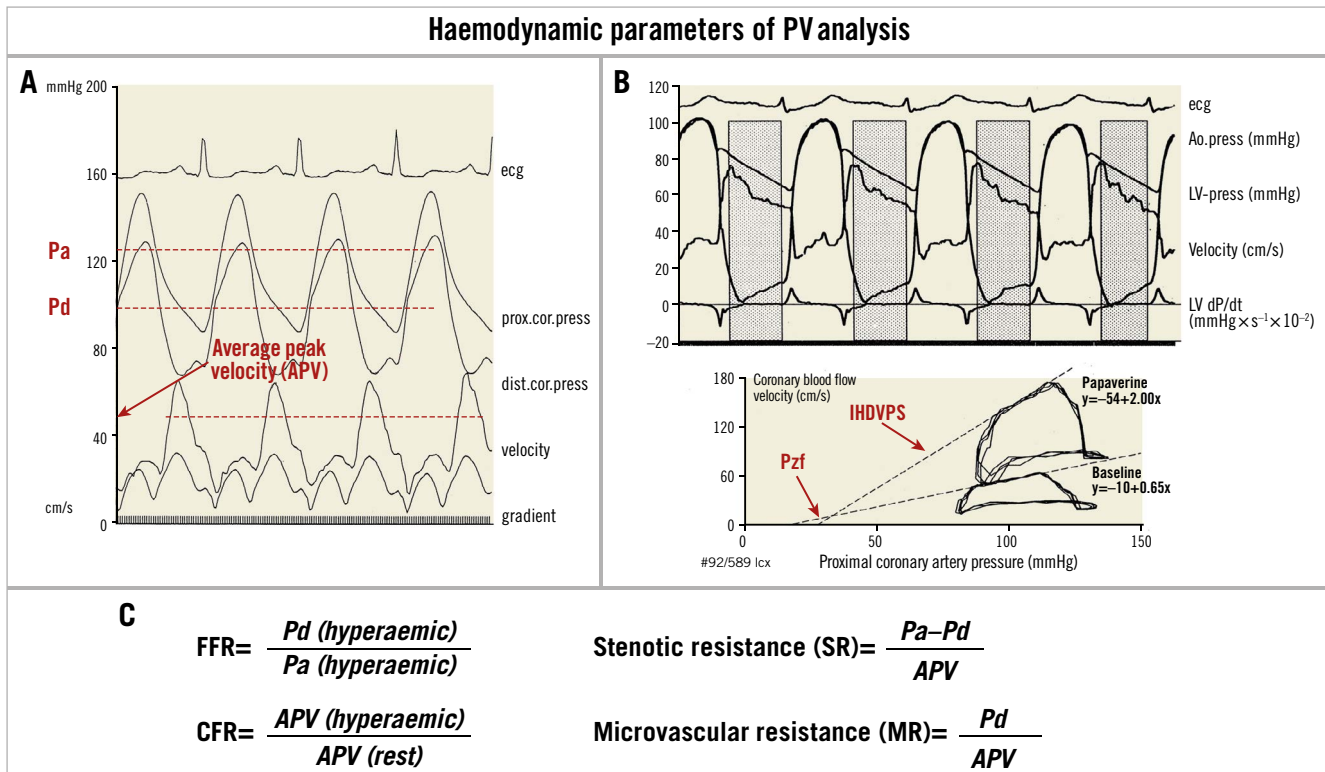 Haemodynamic parameters of PV analysis
A
mmHg 200
160
120
80
40
cm/s
0
Pa
Pd
Average peak
velocity (APV)
ecg
prox.cor.press
dist.cor.press
velocity
gradient
B
120
100
80
60
40
20
0
−20
ecg
Ao.press (mmHg)
LV-press (mmHg)
Velocity (cm/s)
LV dP/dt
(mmHg×s⁻¹×10⁻²)
180
120
60
0
Coronary blood flow
velocity (cm/s)
IHDVPS
Pzf
Papaverine
y=−54+2.00x
Baseline
y=−10+0.65x
0 50 100 150
#92/589 lcx
Proximal coronary artery pressure (mmHg)
C
FFR= Pd (hyperaemic)
Pa (hyperaemic)
Stenotic resistance (SR)= Pa–Pd
APV
CFR= APV (hyperaemic)
APV (rest)
Microvascular resistance (MR)= Pd
APV